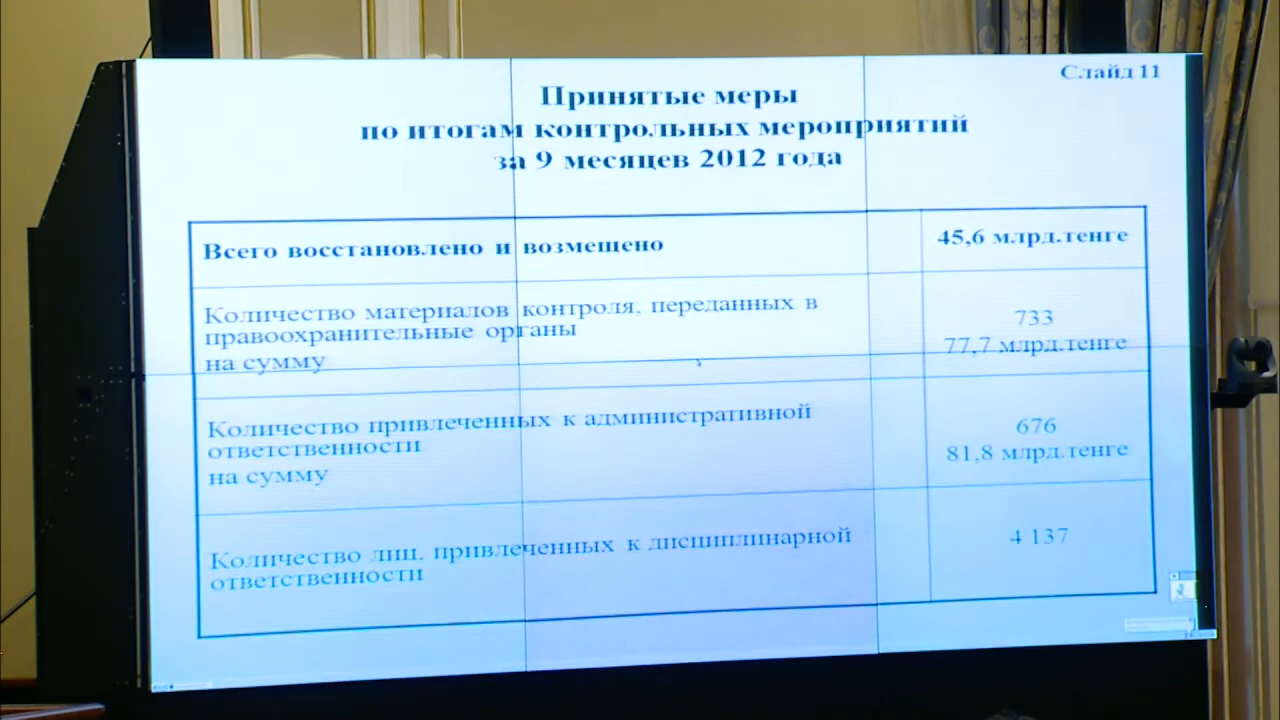 Слайд 11
Принятые меры
по итогам контрольных мероприятий
за 9 месяцев 2012 года
Всего восстановлено и возмещено
45,6 млрд.тенге
Количество материалов контроля, переданных в
правоохранительные органы
на сумму
733
77,7 млрд.тенге
Количество привлеченных к административной
ответственности
на сумму
676
81,8 млрд.тенге
Количество лиц, привлеченных к дисциплинарной
ответственности
4 137